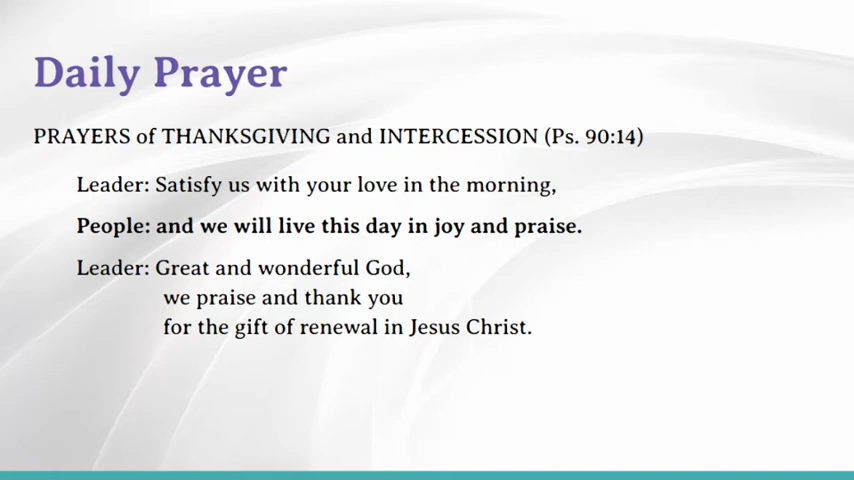 Daily Prayer
PRAYERS of THANKSGIVING and INTERCESSION (Ps. 90:14)
Leader: Satisfy us with your love in the morning,
People: and we will live this day in joy and praise.
Leader: Great and wonderful God,
we praise and thank you
for the gift of renewal in Jesus Christ.